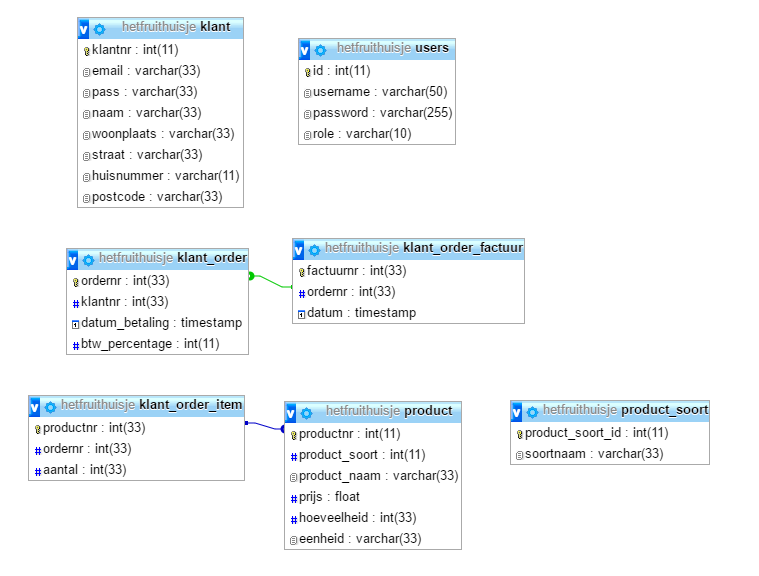 hetfruithuisje klant
klantnr : int(11)
email : varchar(33)
pass : varchar(33)
naam : varchar(33)
woonplaats : varchar(33)
straat : varchar(33)
huisnummer : varchar(11)
postcode : varchar(33)
hetfruithuisje users
id : int(11)
username : varchar(50)
password : varchar(255)
role : varchar(10)
hetfruithuisje klant_order
ordernr : int(33)
klantnr : int(33)
datum_betaling : timestamp
btw_percentage : int(11)
hetfruithuisje klant_order_factuur
factuurnr : int(33)
ordernr : int(33)
datum : timestamp
hetfruithuisje klant_order_item
productnr : int(33)
ordernr : int(33)
aantal : int(33)
hetfruithuisje product
productnr : int(11)
product_soort : int(11)
product_naam : varchar(33)
prijs : float
hoeveelheid : int(33)
eenheid : varchar(33)
hetfruithuisje product_soort
product_soort_id : int(11)
soortnaam : varchar(33)